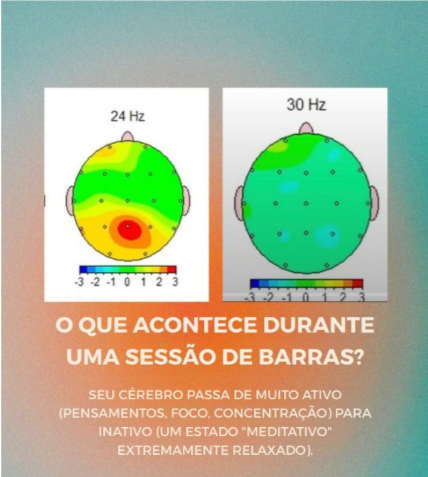 24 Hz
30 Hz
-3 -2 -1 0 1 2 3
-3 -2 -1 0 1 2 3
O QUE ACONTECE DURANTE
UMA SESSÃO DE BARRAS?
SEU CÉREBRO PASSA DE MUITO ATIVO
(PENSAMENTOS, FOCO, CONCENTRAÇÃO) PARA
INATIVO (UM ESTADO "MEDITATIVO"
EXTREMAMENTE RELAXADO).